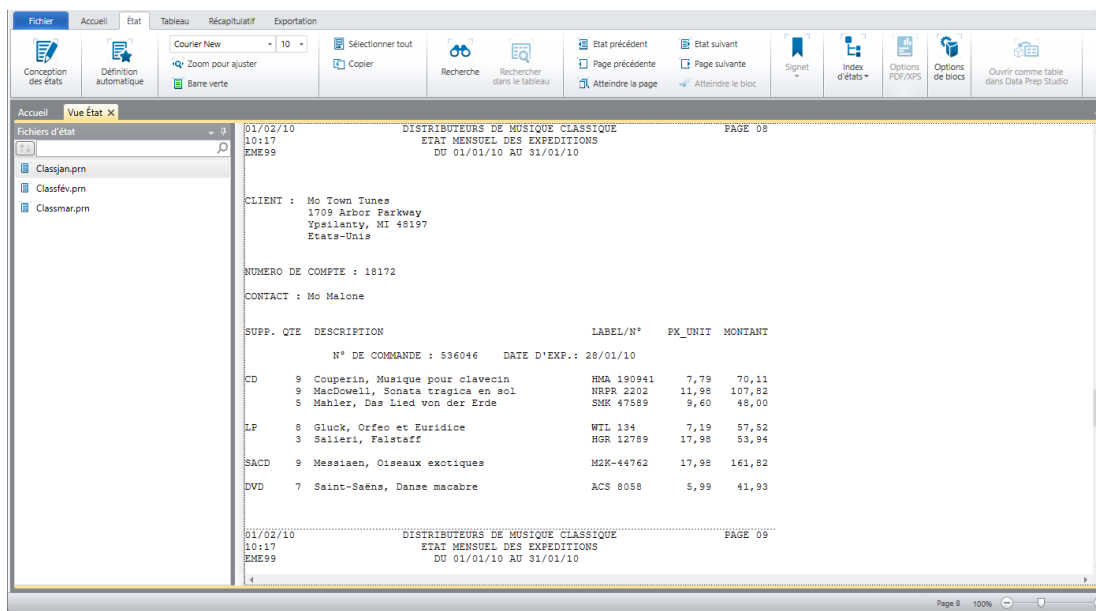 Fichier Accueil État Tableau Récapitulatif Exportation
Conception des états
Définition automatique
Courier New 10
Zoom pour ajuster
Barre verte
Sélectionner tout
Copier
Recherche
Rechercher dans le tableau
Etat précédent
Page précédente
Atteindre la page
Etat suivant
Page suivante
Atteindre le bloc
Signet
Index d'états
Options PDF/XPS
Options de blocs
Ouvrir comme table dans Data Prep Studio
Accueil Vue État X
Fichiers d'état
Classjan.prn
Classfév.prn
Classmar.prn
01/02/10 DISTRIBUTEURS DE MUSIQUE CLASSIQUE PAGE 08
10:17 ETAT MENSUEL DES EXPEDITIONS
EME99 DU 01/01/10 AU 31/01/10
CLIENT : Mo Town Tunes
1709 Arbor Parkway
Ypsilanty, MI 48197
Etats-Unis
NUMERO DE COMPTE : 18172
CONTACT : Mo Malone
SUPP. QTE DESCRIPTION LABEL/N° PX_UNIT MONTANT
N° DE COMMANDE : 536046 DATE D'EXP.: 28/01/10
CD 9 Couperin, Musique pour clavecin HMA 190941 7,79 70,11
9 MacDowell, Sonata tragica en sol NRPR 2202 11,98 107,82
5 Mahler, Das Lied von der Erde SMK 47589 9,60 48,00
LP 8 Gluck, Orfeo et Euridice WTL 134 7,19 57,52
3 Salieri, Falstaff HGR 12789 17,98 53,94
SACD 9 Messiaen, Oiseaux exotiques M2K-44762 17,98 161,82
DVD 7 Saint-Saëns, Danse macabre ACS 8058 5,99 41,93
01/02/10 DISTRIBUTEURS DE MUSIQUE CLASSIQUE PAGE 09
10:17 ETAT MENSUEL DES EXPEDITIONS
EME99 DU 01/01/10 AU 31/01/10
Page 8 100%